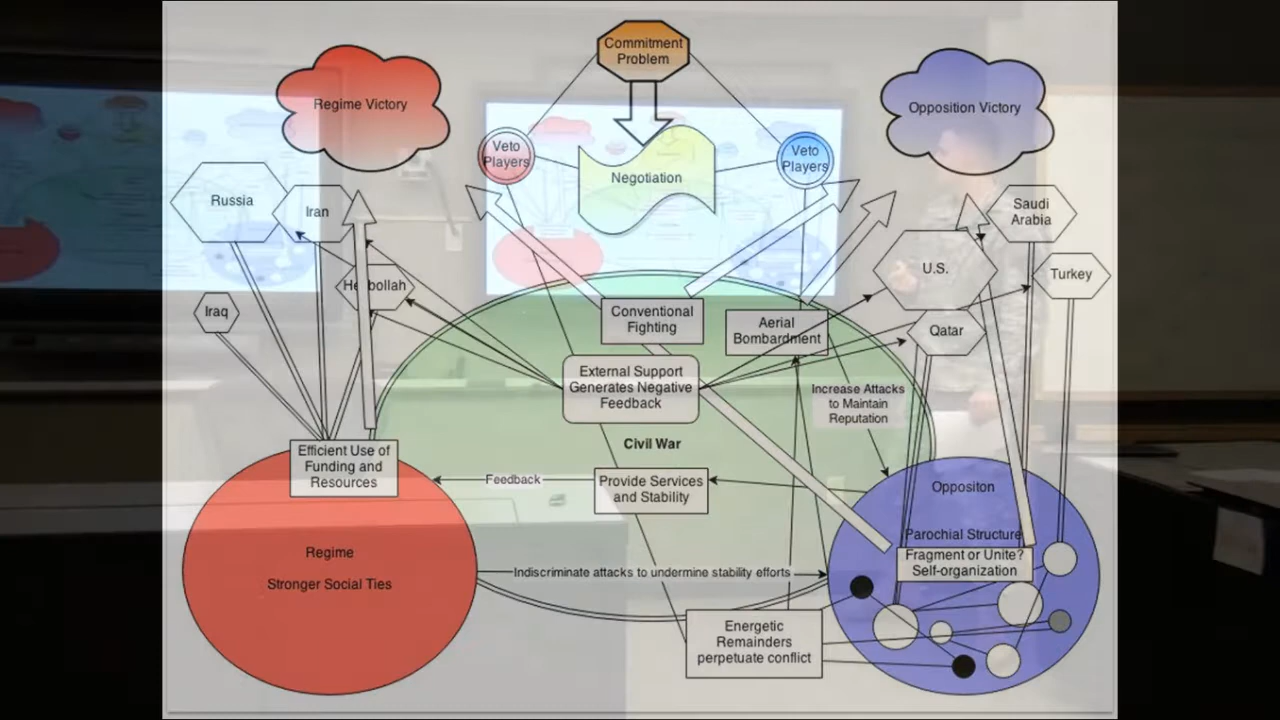 Commitment
Problem
Regime Victory
Opposition Victory
Veto
Players
Veto
Players
Negotiation
Russia
Iran
Saudi
Arabia
U.S.
Turkey
Hezbollah
Iraq
Qatar
Conventional
Fighting
Aerial
Bombardment
External Support
Generates Negative
Feedback
Increase Attacks
to Maintain
Reputation
Civil War
Efficient Use of
Funding and
Resources
Feedback
Provide Services
and Stability
Oppositon
Parochial Structure
Fragment or Unite?
Self-organization
Regime
Stronger Social Ties
Indiscriminate attacks to undermine stability efforts
Energetic
Remainders
perpetuate conflict